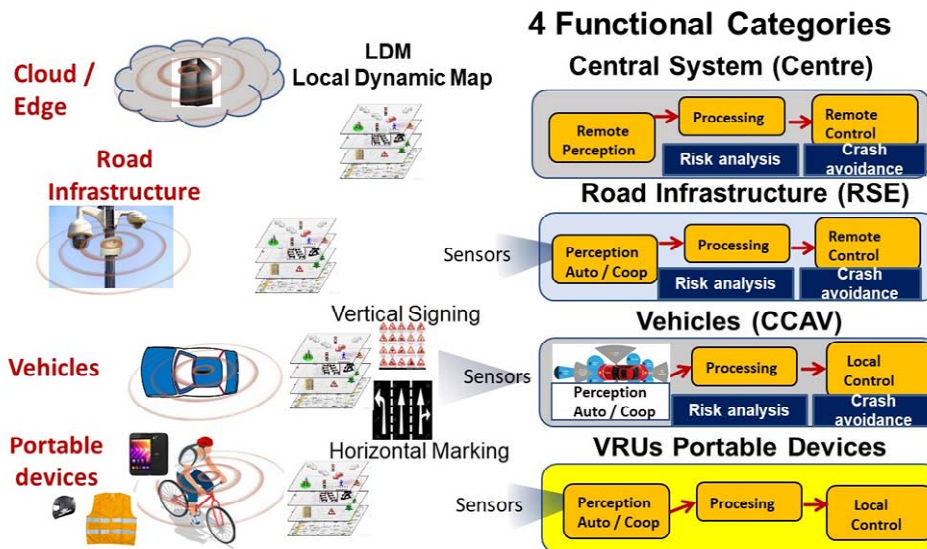 4 Functional Categories
Cloud /
Edge
LDM
Local Dynamic Map
Central System (Centre)
Remote
Perception
Processing
Remote
Control
Risk analysis
Crash
avoidance
Road
Infrastructure
Road Infrastructure (RSE)
Sensors
Perception
Auto / Coop
Processing
Remote
Control
Risk analysis
Crash
avoidance
Vehicles
Vertical Signing
Vehicles (CCAV)
Sensors
Perception
Auto / Coop
Processing
Local
Control
Risk analysis
Crash
avoidance
Portable
devices
Horizontal Marking
VRUs Portable Devices
Sensors
Perception
Auto / Coop
Procesing
Local
Control